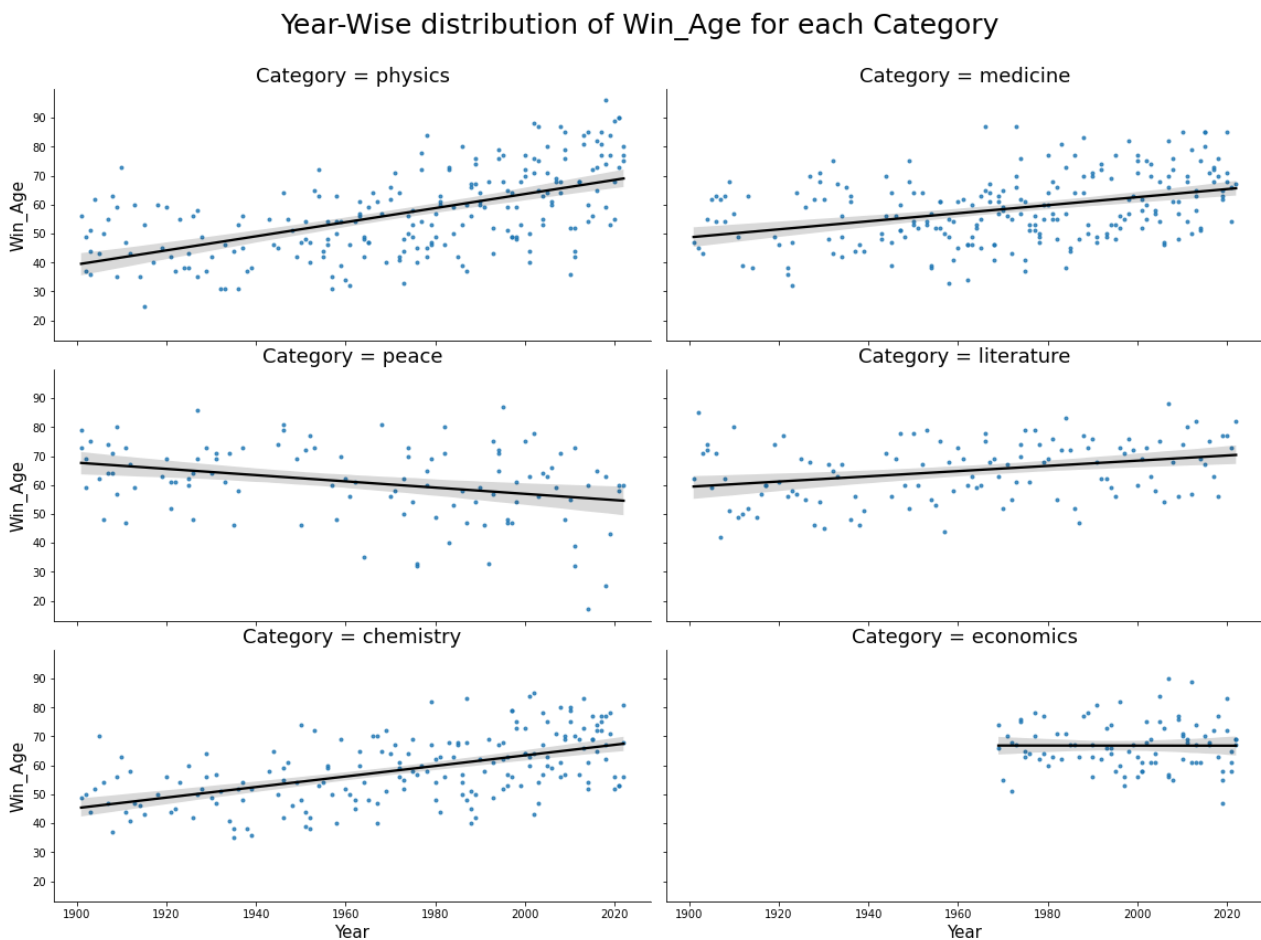 Year-Wise distribution of Win_Age for each Category
Category = physics
Category = medicine
90
80
70
60
50
40
30
20
Win_Age
Category = peace
Category = literature
90
80
70
60
50
40
30
20
Win_Age
Category = chemistry
Category = economics
90
80
70
60
50
40
30
20
Win_Age
1900 1920 1940 1960 1980 2000 2020
Year
1900 1920 1940 1960 1980 2000 2020
Year